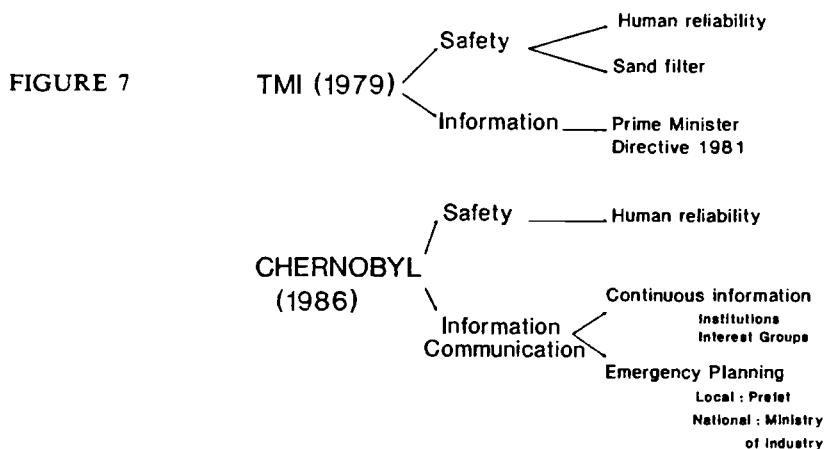 FIGURE 7
TMI (1979)
Safety
Human reliability
Sand filter
Information
Prime Minister
Directive 1981
CHERNOBYL
(1986)
Safety
Human reliability
Information
Communication
Continuous information
Institutions
Interest Groups
Emergency Planning
Local : Prefet
National : Ministry
of Industry